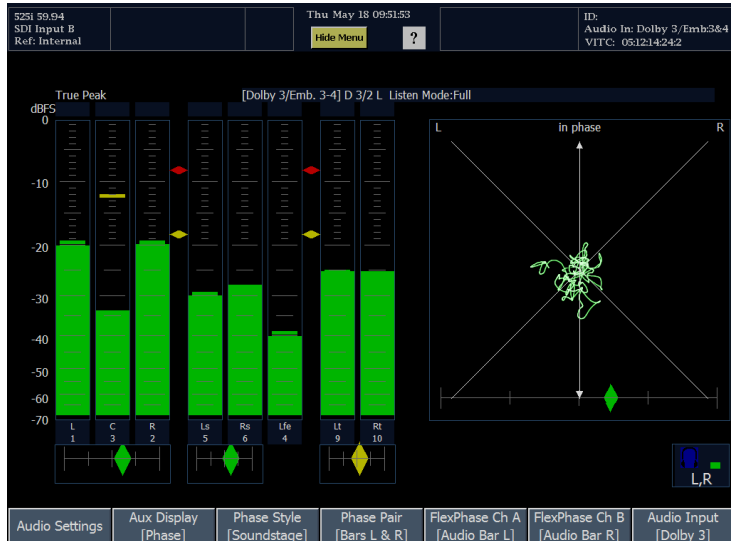 525i 59.94
SDI Input B
Ref: Internal
Thu May 18 09:51:53
Hide Menu
?
ID:
Audio In: Dolby 3/Emb:3&4
VITC: 05:12:14:24:2
True Peak
[Dolby 3/Emb. 3-4] D 3/2 L Listen Mode:Full
dBFS
0
-10
-20
-30
-40
-50
-60
-70
L C R Ls Rs Lfe Lt Rt
1 3 2 5 6 4 9 10
L in phase R
L,R
Audio Settings
Aux Display
[Phase]
Phase Style
[Soundstage]
Phase Pair
[Bars L & R]
FlexPhase Ch A
[Audio Bar L]
FlexPhase Ch B
[Audio Bar R]
Audio Input
[Dolby 3]